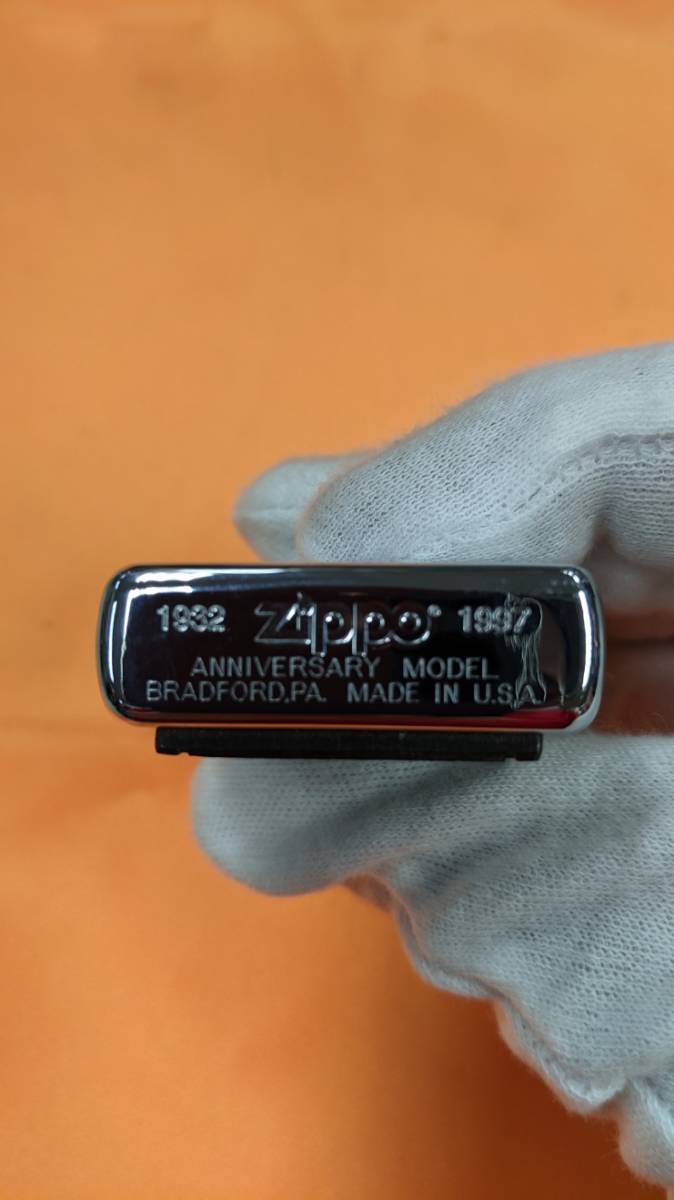 1932 Zippo® 1997
ANNIVERSARY MODEL
BRADFORD,PA. MADE IN U.S.A